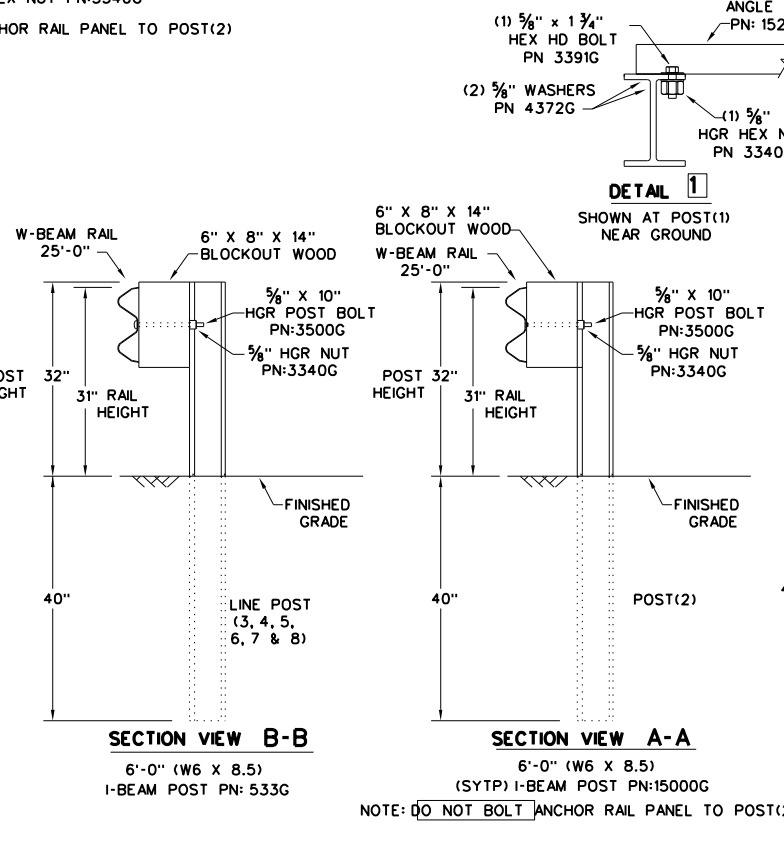 HOR RAIL PANEL TO POST(2)
(1) 5/8" x 1 3/4"
HEX HD BOLT
PN 3391G
ANGLE
PN: 152
(2) 5/8" WASHERS
PN 4372G
(1) 5/8"
HGR HEX N
PN 3340
DETAIL 1
SHOWN AT POST(1)
NEAR GROUND
W-BEAM RAIL
25'-0"
6" X 8" X 14"
BLOCKOUT WOOD
5/8" X 10"
HGR POST BOLT
PN:3500G
5/8" HGR NUT
PN:3340G
OST
GHT
32"
31" RAIL
HEIGHT
FINISHED
GRADE
40"
LINE POST
(3, 4, 5,
6, 7 & 8)
SECTION VIEW B-B
6'-0" (W6 X 8.5)
I-BEAM POST PN: 533G
6" X 8" X 14"
BLOCKOUT WOOD
W-BEAM RAIL
25'-0"
5/8" X 10"
HGR POST BOLT
PN:3500G
5/8" HGR NUT
PN:3340G
POST
HEIGHT
32"
31" RAIL
HEIGHT
FINISHED
GRADE
40"
POST(2)
SECTION VIEW A-A
6'-0" (W6 X 8.5)
(SYTP) I-BEAM POST PN:15000G
NOTE: DO NOT BOLT ANCHOR RAIL PANEL TO POST(